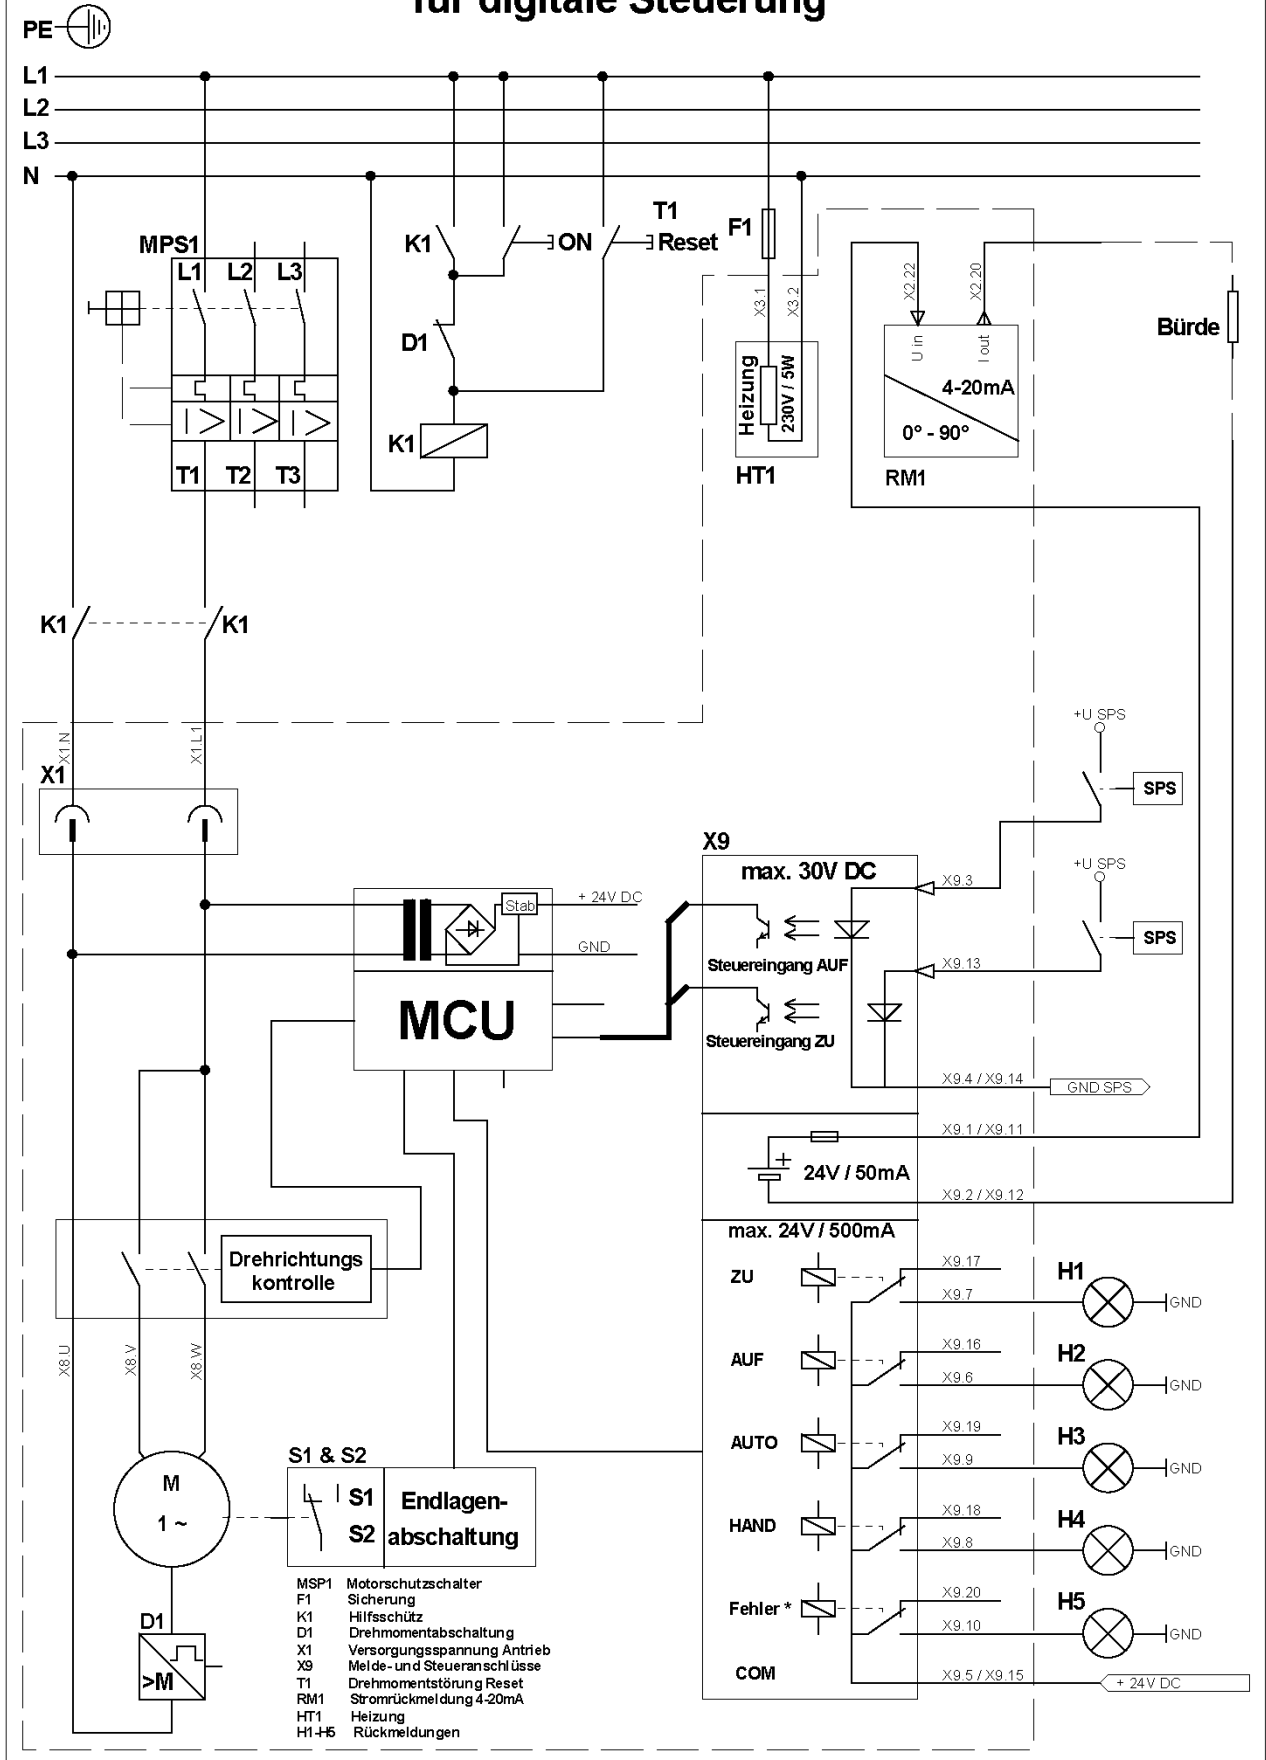 für digitale Steuerung
PE
L1
L2
L3
N
T1
Reset
K1
ON
F1
MPS1
L1 L2 L3
X3.1
X3.2
X2.22
X2.20
Bürde
D1
U in
I out
Heizung
230V / 5W
4-20mA
0° - 90°
K1
HT1
RM1
T1 T2 T3
K1
K1
+U SPS
SPS
X1.N
X1.L1
X1
X9
max. 30V DC
X9.3
+U SPS
SPS
Stab
+ 24V DC
GND
Steuereingang AUF
X9.13
MCU
Steuereingang ZU
X9.4 / X9.14
GND SPS
X9.1 / X9.11
+
24V / 50mA
X9.2 / X9.12
max. 24V / 500mA
Drehrichtungs
kontrolle
ZU
X9.17
X9.7
H1
GND
X8.U
X8.V
X8.W
AUF
X9.16
X9.6
H2
GND
AUTO
X9.19
X9.9
H3
GND
S1 & S2
M
1 ~
S1
S2
Endlagen-
abschaltung
HAND
X9.18
X9.8
H4
GND
Fehler *
X9.20
X9.10
H5
GND
D1
>M
COM
X9.5 / X9.15
+ 24V DC
MSP1 Motorschutzschalter
F1 Sicherung
K1 Hilfsschütz
D1 Drehmomentabschaltung
X1 Versorgungsspannung Antrieb
X9 Melde- und Steueranschlüsse
T1 Drehmomentstörung Reset
RM1 Stromrückmeldung 4-20mA
HT1 Heizung
H1-H5 Rückmeldungen